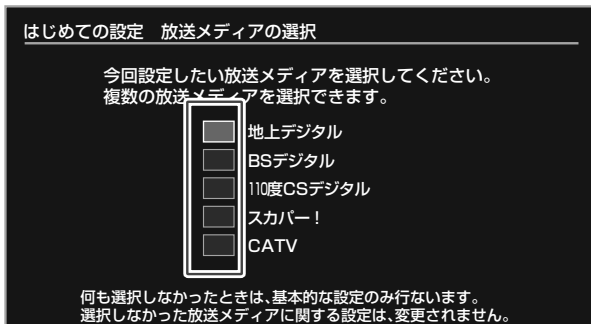 はじめての設定 放送メディアの選択
今回設定したい放送メディアを選択してください。
複数の放送メディアを選択できます。
地上デジタル
BSデジタル
110度CSデジタル
スカパー！
CATV
何も選択しなかったときは、基本的な設定のみ行ないます。
選択しなかった放送メディアに関する設定は、変更されません。